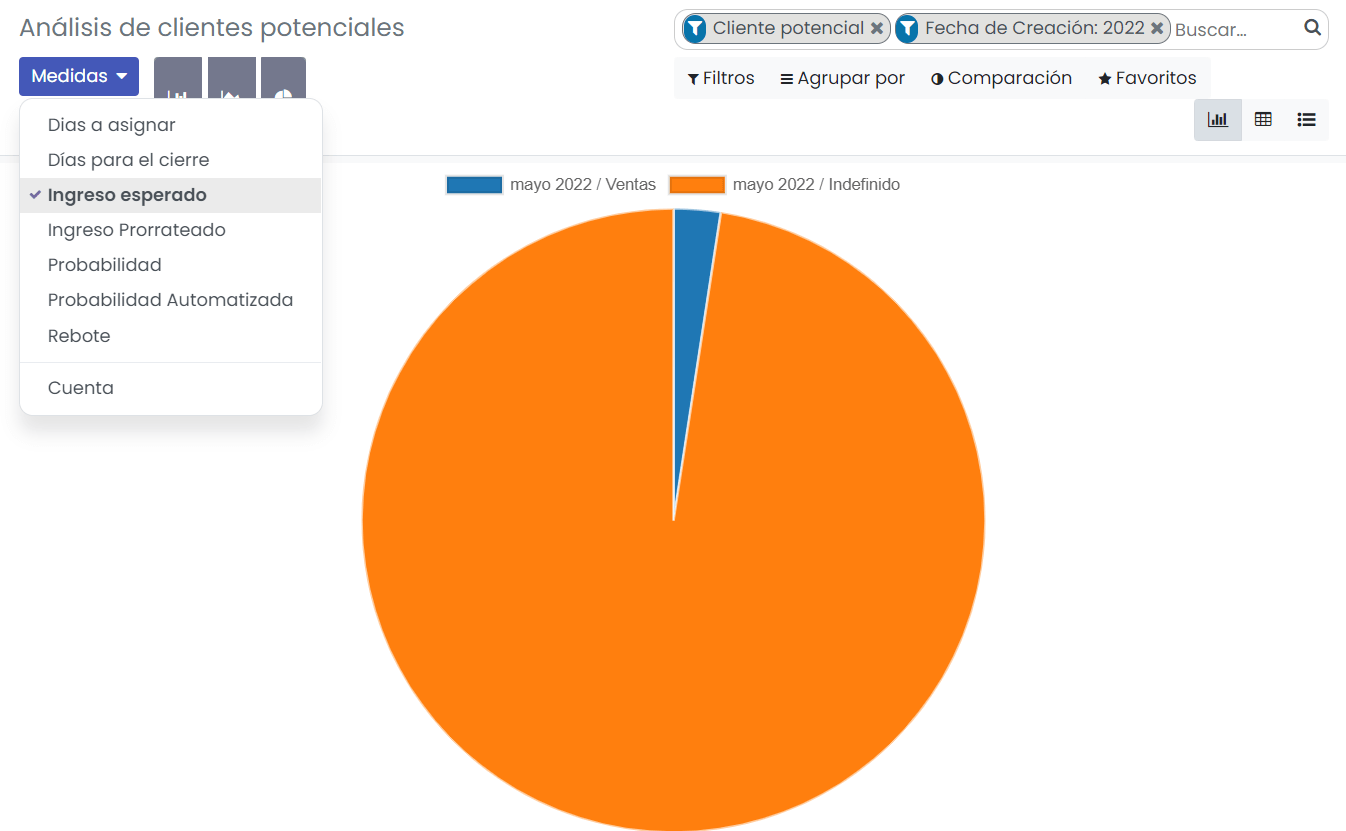 Análisis de clientes potenciales
Cliente potencial
Fecha de Creación: 2022
Buscar...
Medidas
Filtros
Agrupar por
Comparación
Favoritos
Dias a asignar
Días para el cierre
Ingreso esperado
Ingreso Prorrateado
Probabilidad
Probabilidad Automatizada
Rebote
Cuenta
mayo 2022 / Ventas
mayo 2022 / Indefinido